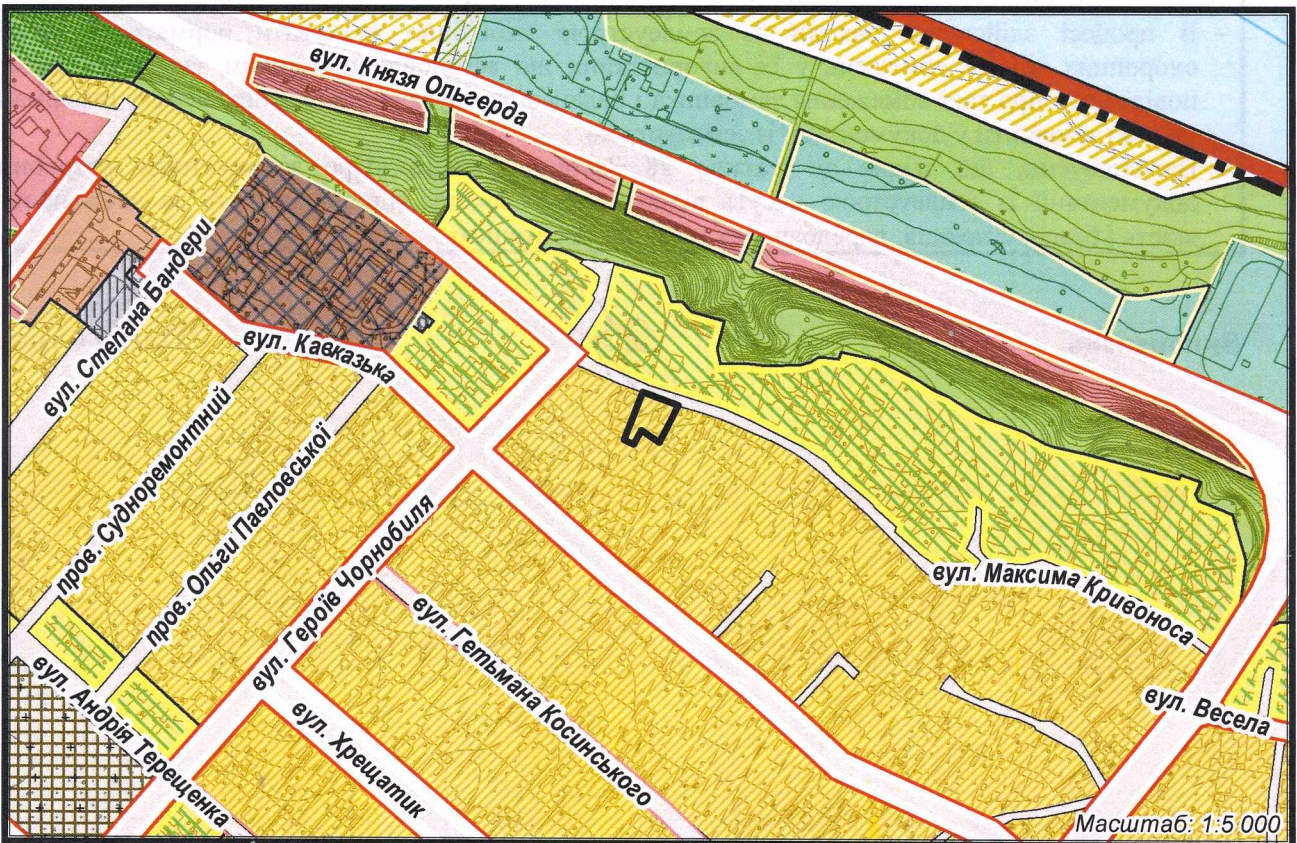 вул. Князя Ольгерда
вул. Степана Бандери
вул. Кавказька
пров. Судноремонтний
пров. Ольги Павловської
вул. Героїв Чорнобиля
вул. Максима Кривоноса
вул. Гетьмана Косинського
вул. Андрія Терещенка
вул. Хрещатик
вул. Весела
Масштаб: 1:5 000